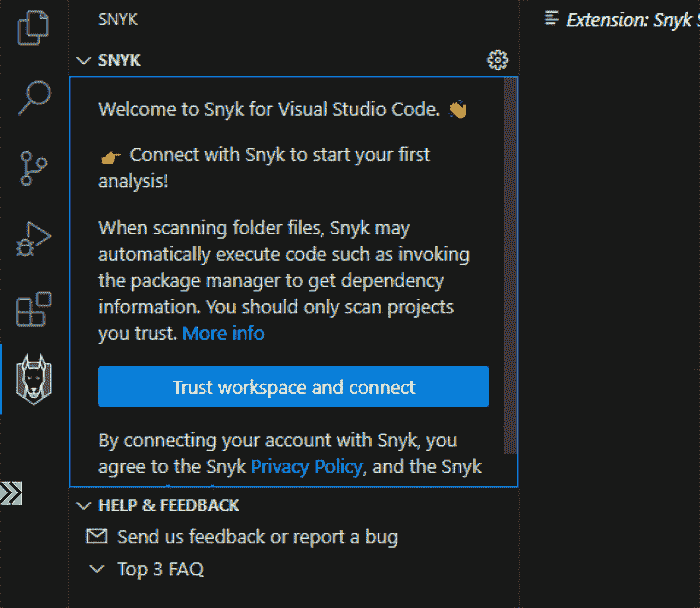 SNYK
Extension: Snyk
SNYK
Welcome to Snyk for Visual Studio Code.
Connect with Snyk to start your first
analysis!
When scanning folder files, Snyk may
automatically execute code such as invoking
the package manager to get dependency
information. You should only scan projects
you trust. More info
Trust workspace and connect
By connecting your account with Snyk, you
agree to the Snyk Privacy Policy, and the Snyk
HELP & FEEDBACK
Send us feedback or report a bug
Top 3 FAQ